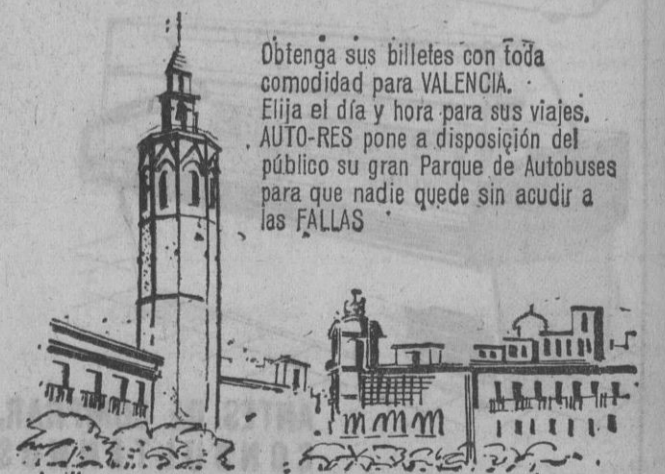 Obtenga sus billetes con toda
comodidad para VALENCIA.
Elija el día y hora para sus viajes.
AUTO-RES pone a disposición del
público su gran Parque de Autobuses
para que nadie quede sin acudir a
las FALLAS